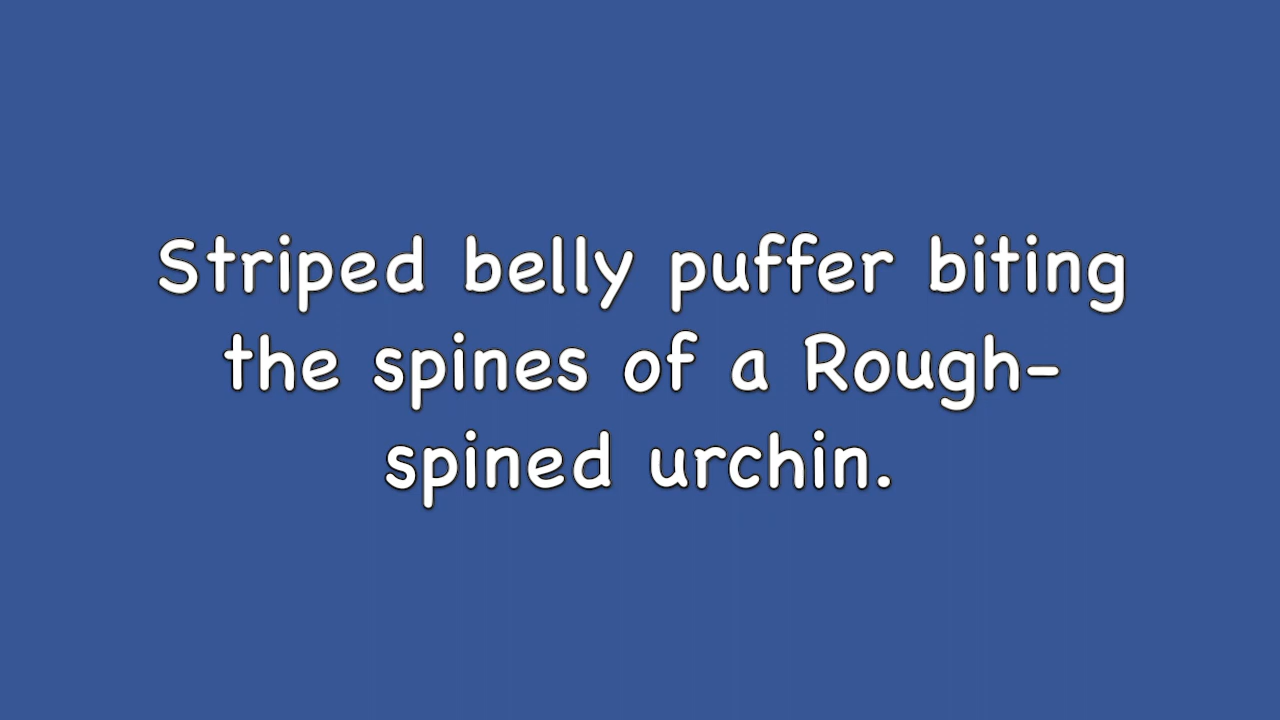 Striped belly puffer biting
the spines of a Rough-
spined urchin.